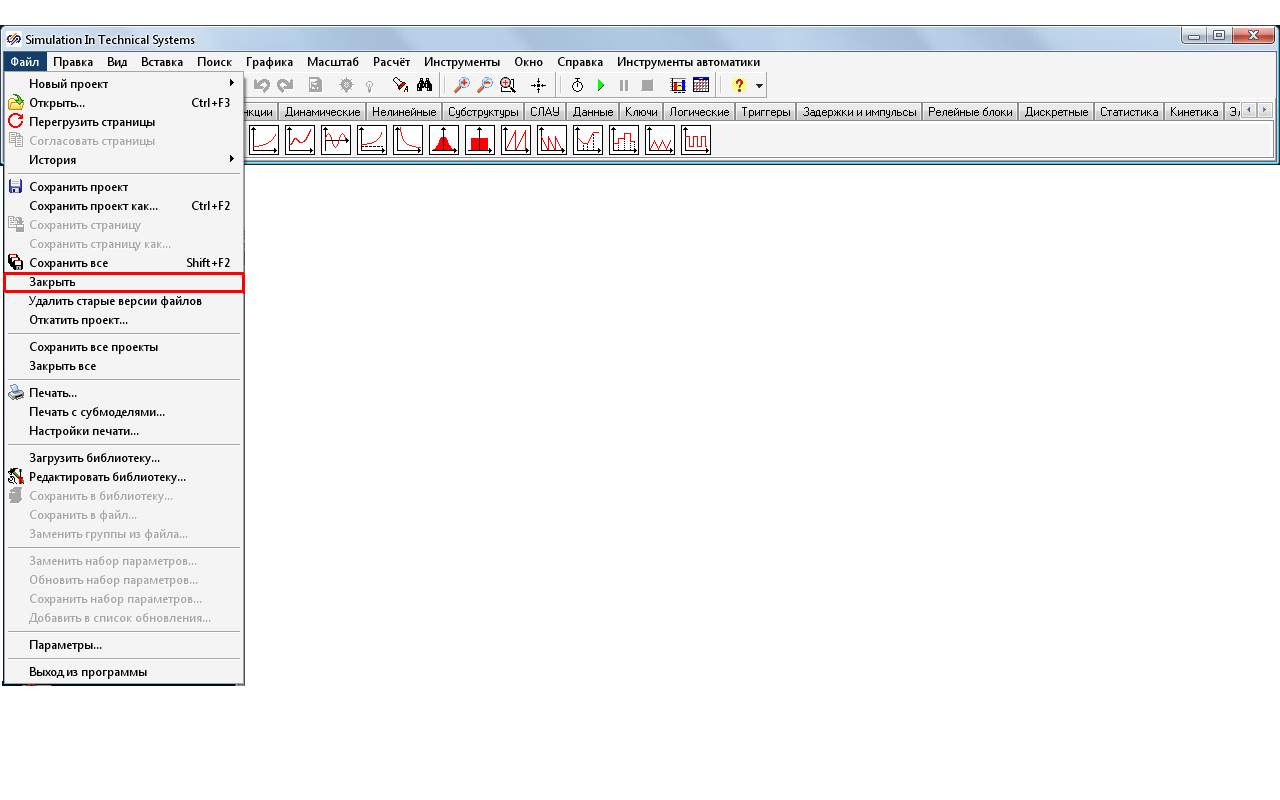 Simulation In Technical Systems
Файл Правка Вид Вставка Поиск Графика Масштаб Расчёт Инструменты Окно Справка Инструменты автоматики
Новый проект
Открыть... Ctrl+F3
Перегрузить страницы
Согласовать страницы
История
Сохранить проект
Сохранить проект как... Ctrl+F2
Сохранить страницу
Сохранить страницу как...
Сохранить все Shift+F2
Закрыть
Удалить старые версии файлов
Откатить проект...
Сохранить все проекты
Закрыть все
Печать...
Печать с субмоделями...
Настройки печати...
Загрузить библиотеку...
Редактировать библиотеку...
Сохранить в библиотеку...
Сохранить в файл...
Заменить группы из файла...
Заменить набор параметров...
Обновить набор параметров...
Сохранить набор параметров...
Добавить в список обновления...
Параметры...
Выход из программы
нкции Динамические Нелинейные Субструктуры СЛАУ Данные Ключи Логические Триггеры Задержки и импульсы Релейные блоки Дискретные Статистика Кинетика